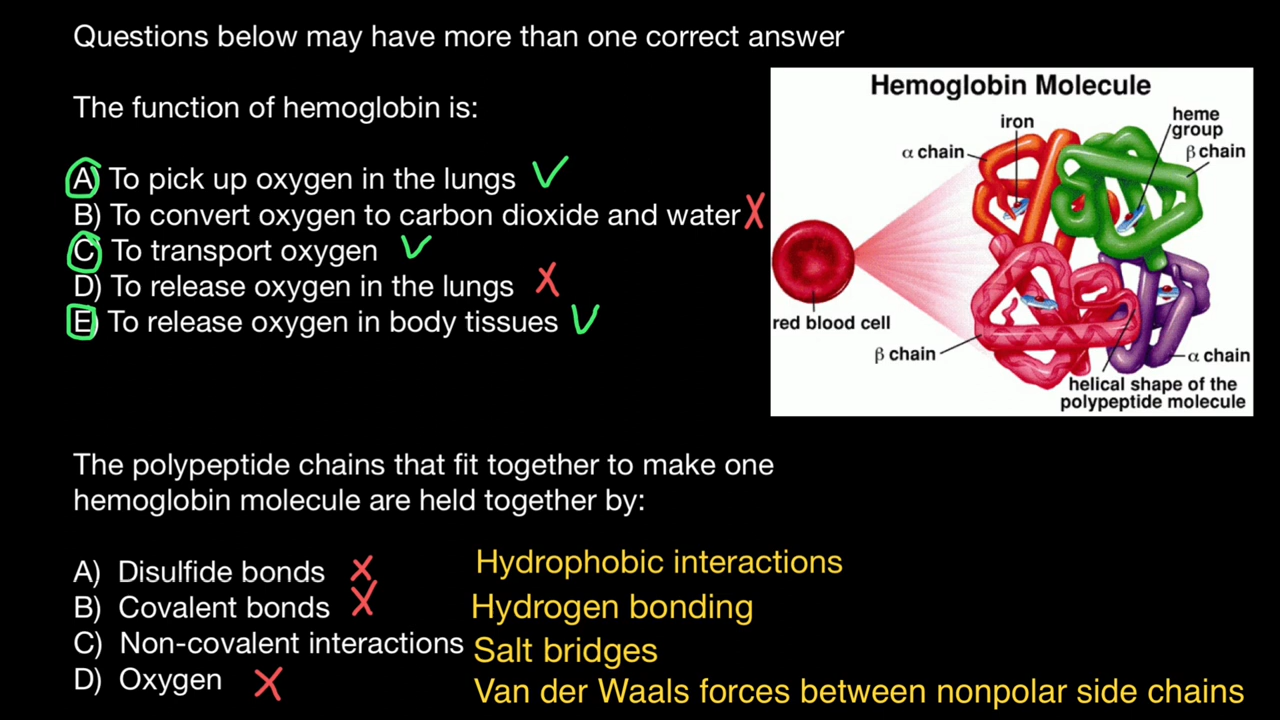 Questions below may have more than one correct answer
The function of hemoglobin is:
A) To pick up oxygen in the lungs
B) To convert oxygen to carbon dioxide and water
C) To transport oxygen
D) To release oxygen in the lungs
E) To release oxygen in body tissues
Hemoglobin Molecule
iron
heme
group
α chain
β chain
red blood cell
β chain
α chain
helical shape of the
polypeptide molecule
The polypeptide chains that fit together to make one
hemoglobin molecule are held together by:
A) Disulfide bonds
B) Covalent bonds
C) Non-covalent interactions
D) Oxygen
Hydrophobic interactions
Hydrogen bonding
Salt bridges
Van der Waals forces between nonpolar side chains